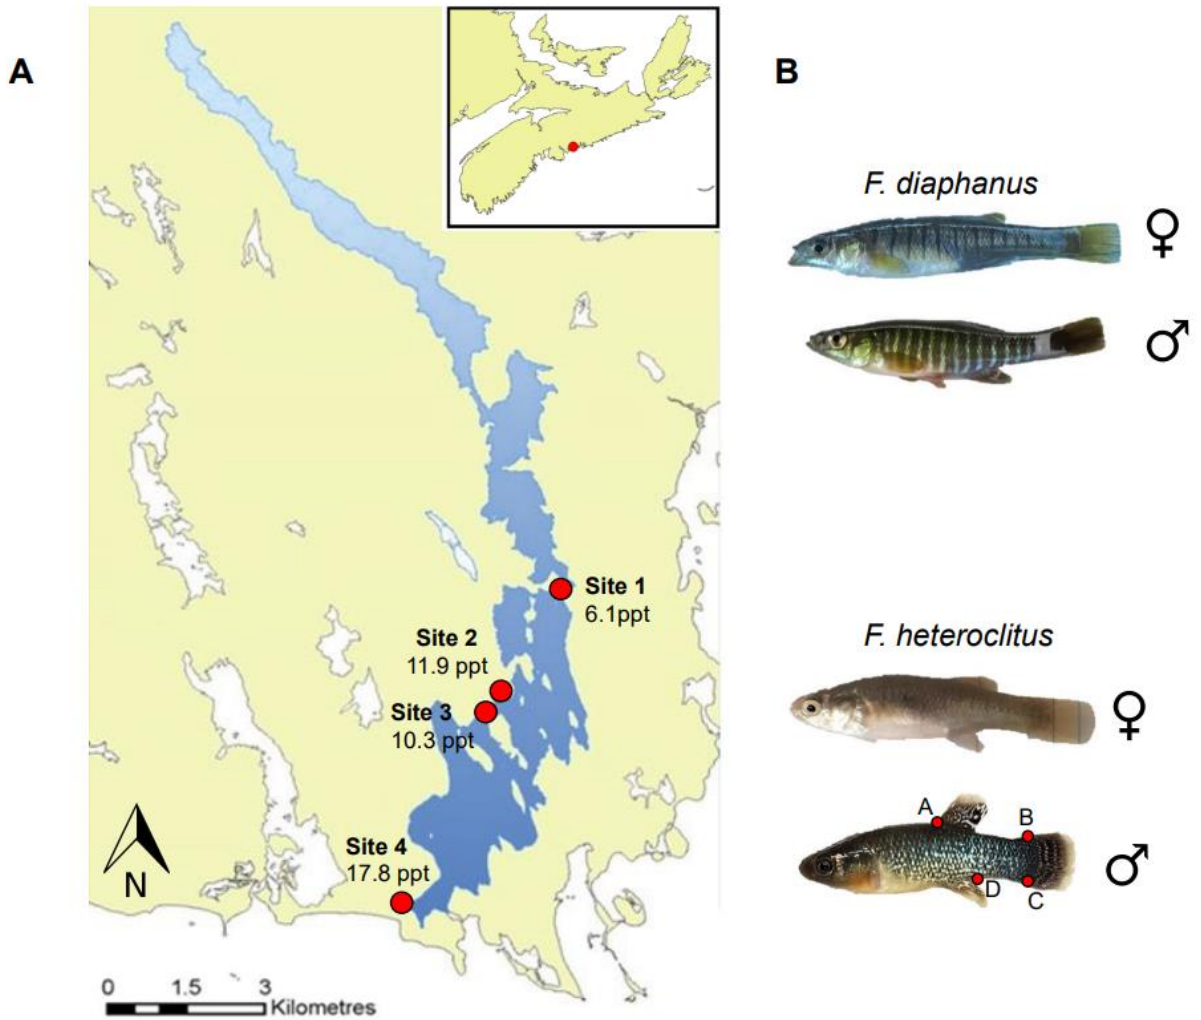 A
B
F. diaphanus
♀
♂
Site 1
6.1ppt
Site 2
11.9 ppt
Site 3
10.3 ppt
Site 4
17.8 ppt
N
0 1.5 3
Kilometres
F. heteroclitus
♀
A
B
D
C
♂